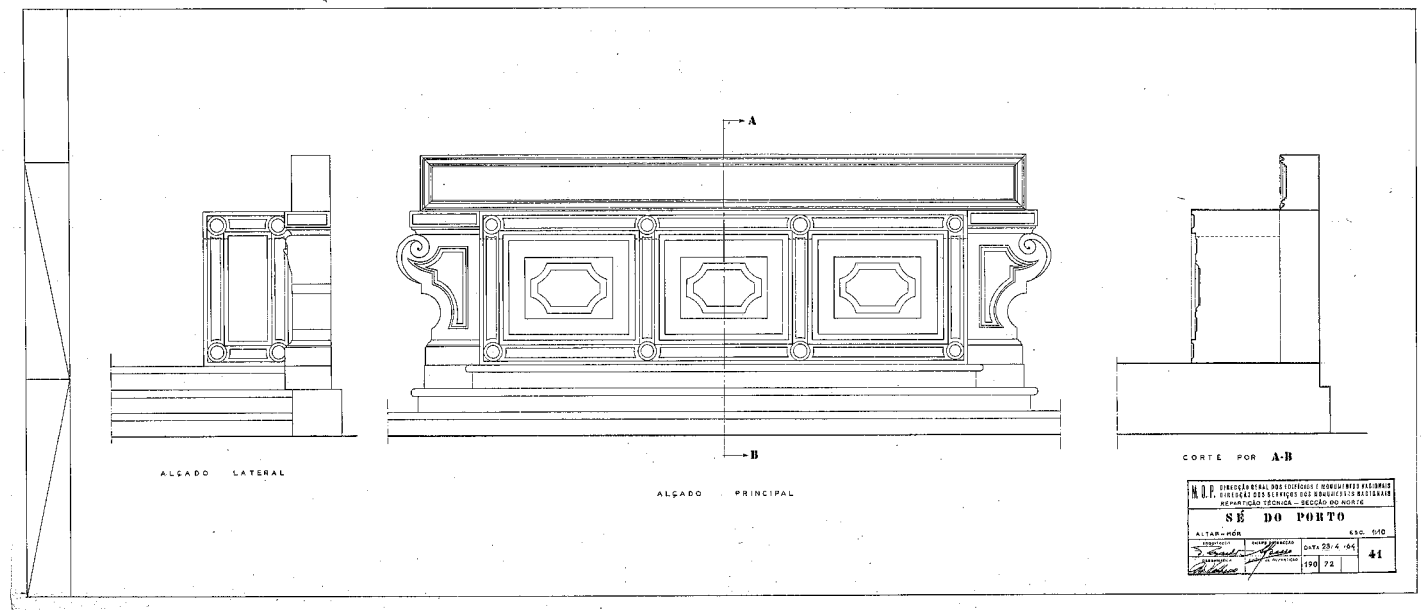 A
B
ALÇADO LATERAL
ALÇADO PRINCIPAL
CORTE POR A-B
M.O.P. DIRECÇÃO GERAL DOS EDIFÍCIOS E MONUMENTOS NACIONAIS
DIRECÇÃO DOS SERVIÇOS DOS MONUMENTOS NACIONAIS
REPARTIÇÃO TÉCNICA — SECÇÃO DO NORTE
SÉ DO PORTO
ALTAR-MÓR ESC. 1:10
DATA 23/4/64
41
190 72